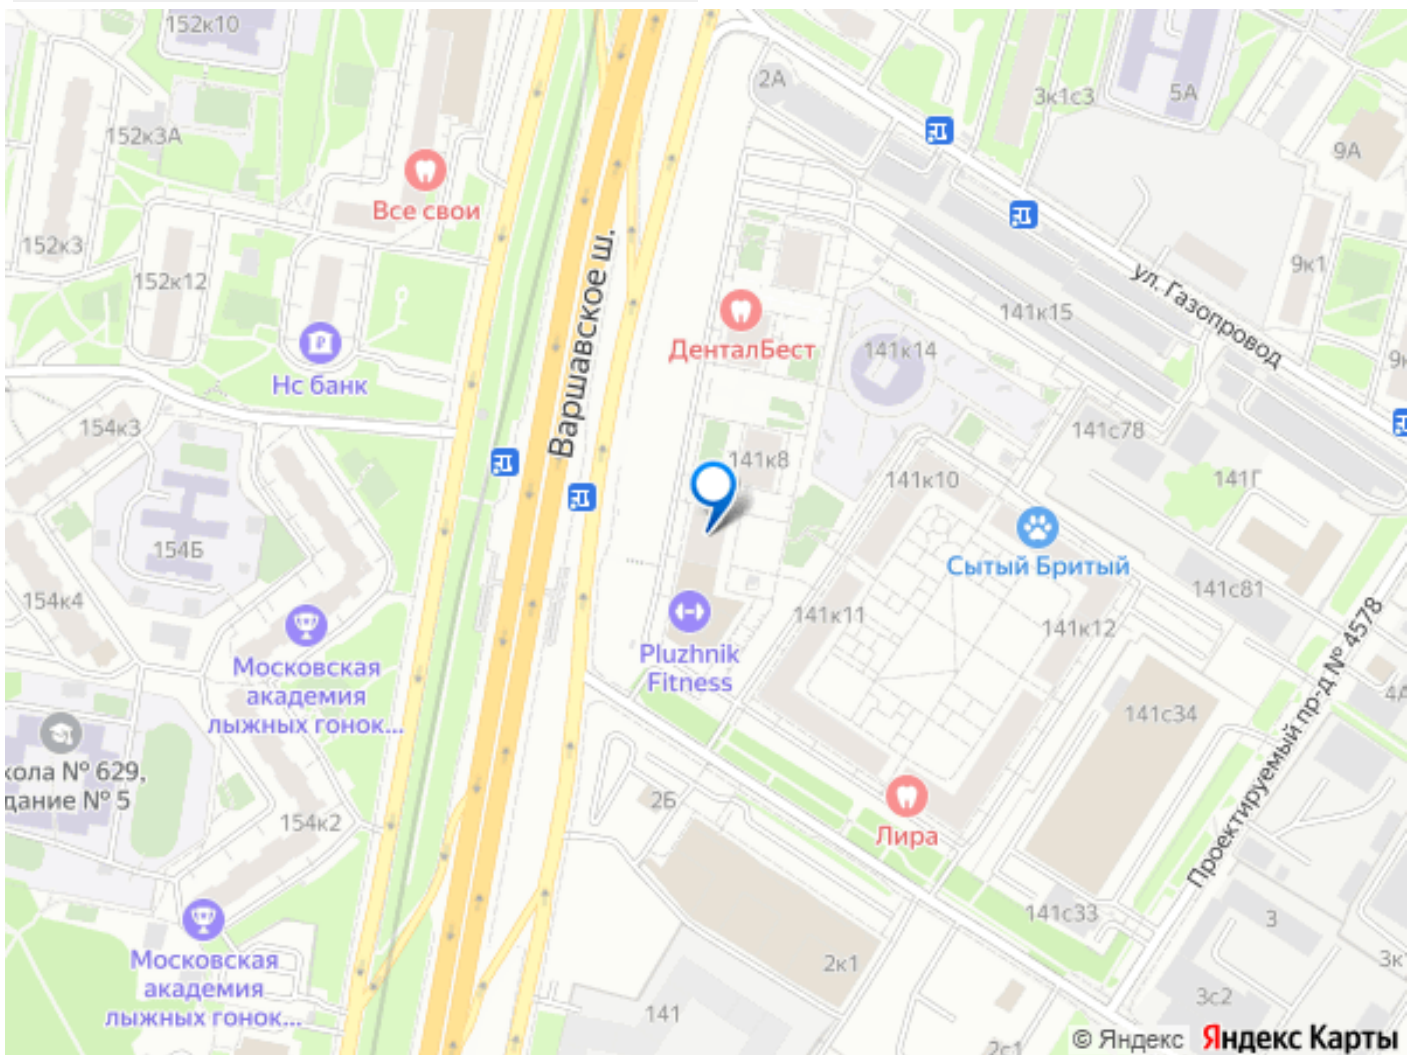 152к10
2А
3к1с3
5А
152к3А
9А
Все свои
152к3
152к12
Варшавское ш.
ул. Газопровод
9к1
141к15
ДенталБест
141к14
Нс банк
154к3
141с78
141к8
141к10
141Г
154Б
Сытый Бритый
141с81
154к4
141к11
141к12
Проектируемый пр-д № 4578
Pluzhnik
Fitness
Московская
академия
лыжных гонок...
4А
141с34
кола № 629,
дание № 5
2Б
154к2
Лира
141с33
3
Московская
академия
лыжных гонок...
2к1
3к
3с2
141
2с1
© Яндекс Яндекс Карты